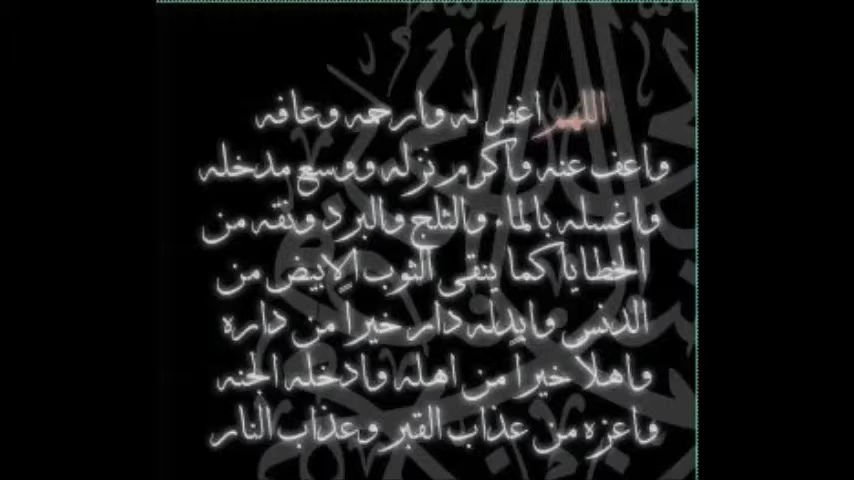 اللهم اغفر له وارحمه وعافه
واعف عنه واكرم نزله ووسع مدخله
واغسله بالماء والثلج والبرد ونقه من
الخطايا كما ينقى الثوب الابيض من
الدنس وابدله دار خيراً من داره
واهلاً خيراً من اهله وادخله الجنه
واعزه من عذاب القبر وعذاب النار